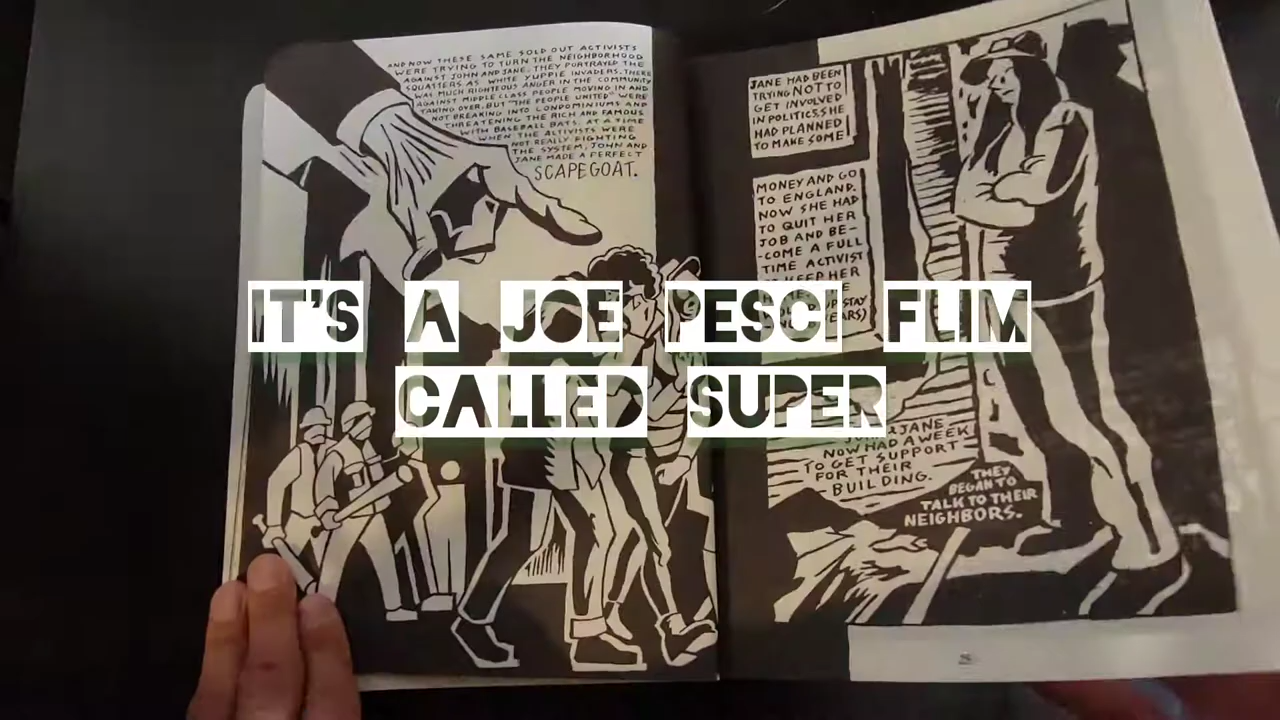 AND NOW THESE SAME SOLD OUT ACTIVISTS
WERE TRYING TO TURN THE NEIGHBORHOOD
AGAINST JOHN AND JANE. THEY PORTRAYED THE
SQUATTERS AS WHITE YUPPIE INVADERS. THERE
WAS MUCH RIGHTEOUS ANGER IN THE COMMUNITY
AGAINST MIDDLE CLASS PEOPLE MOVING IN AND
TAKING OVER. BUT "THE PEOPLE UNITED" WERE
NOT BREAKING INTO CONDOMINIUMS AND
THREATENING THE RICH AND FAMOUS
WITH BASEBALL BATS. AT A TIME
WHEN THE ACTIVISTS WERE
NOT REALLY FIGHTING
THE SYSTEM, JOHN AND
JANE MADE A PERFECT
SCAPEGOAT.
JANE HAD BEEN
TRYING NOT TO
GET INVOLVED
IN POLITICS. SHE
HAD PLANNED
TO MAKE SOME
MONEY AND GO
TO ENGLAND.
NOW SHE HAD
TO QUIT HER
JOB AND BE-
-COME A FULL
TIME ACTIVIST
KEEP HER
STAY
YEARS)
IT'S A JOE PESCI FLIM
CALLED SUPER
& JANE
NOW HAD A WEEK
TO GET SUPPORT
FOR THEIR
BUILDING.
THEY
BEGAN TO
TALK TO THEIR
NEIGHBORS.